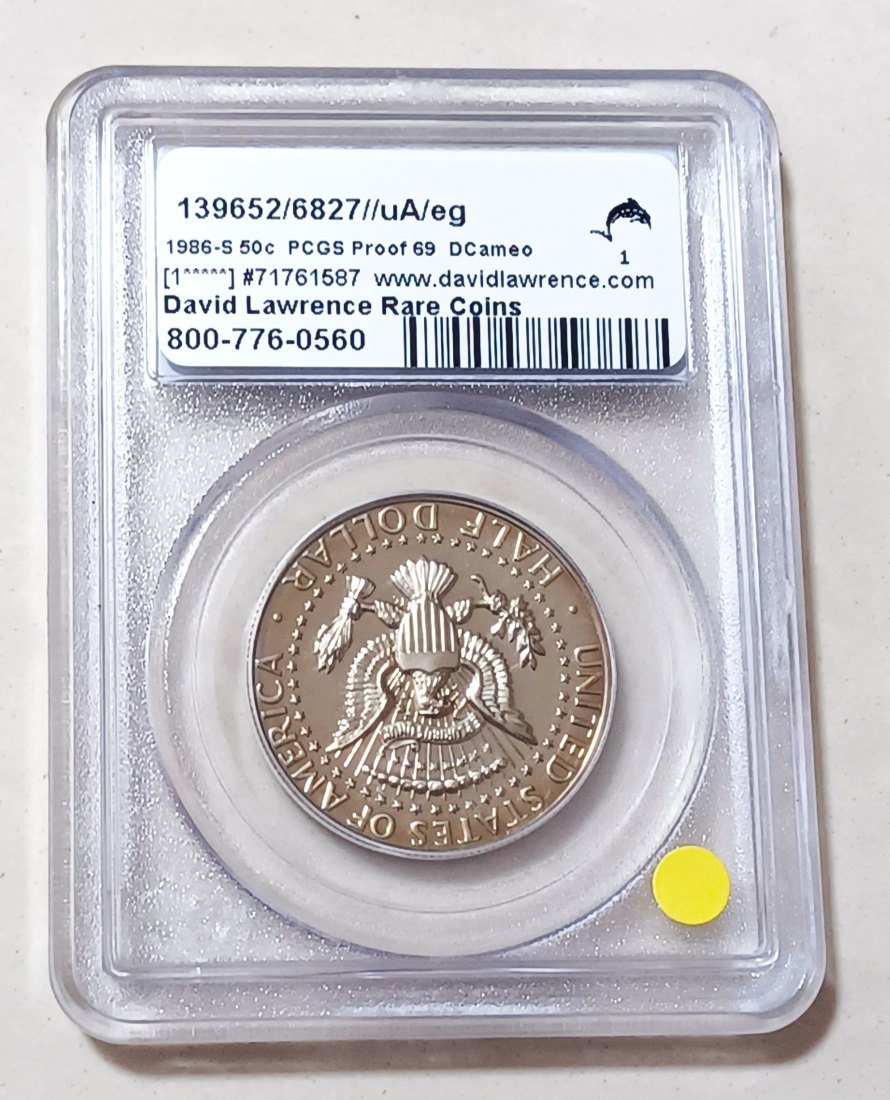 139652/6827//uA/eg
1
1986-S 50c PCGS Proof 69 DCameo
[1*****] #71761587 www.davidlawrence.com
David Lawrence Rare Coins
800-776-0560
UNITED STATES OF AMERICA
HALF DOLLAR